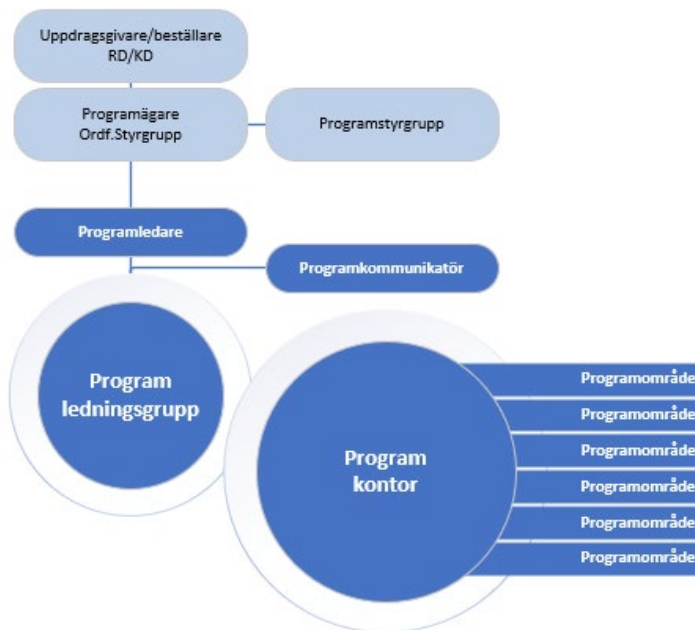 Uppdragsgivare/beställare
RD/KD
Programägare
Ordf.Styrgrupp
Programstyrgrupp
Programledare
Programkommunikatör
Program
ledningsgrupp
Program
kontor
Programområde
Programområde
Programområde
Programområde
Programområde
Programområde